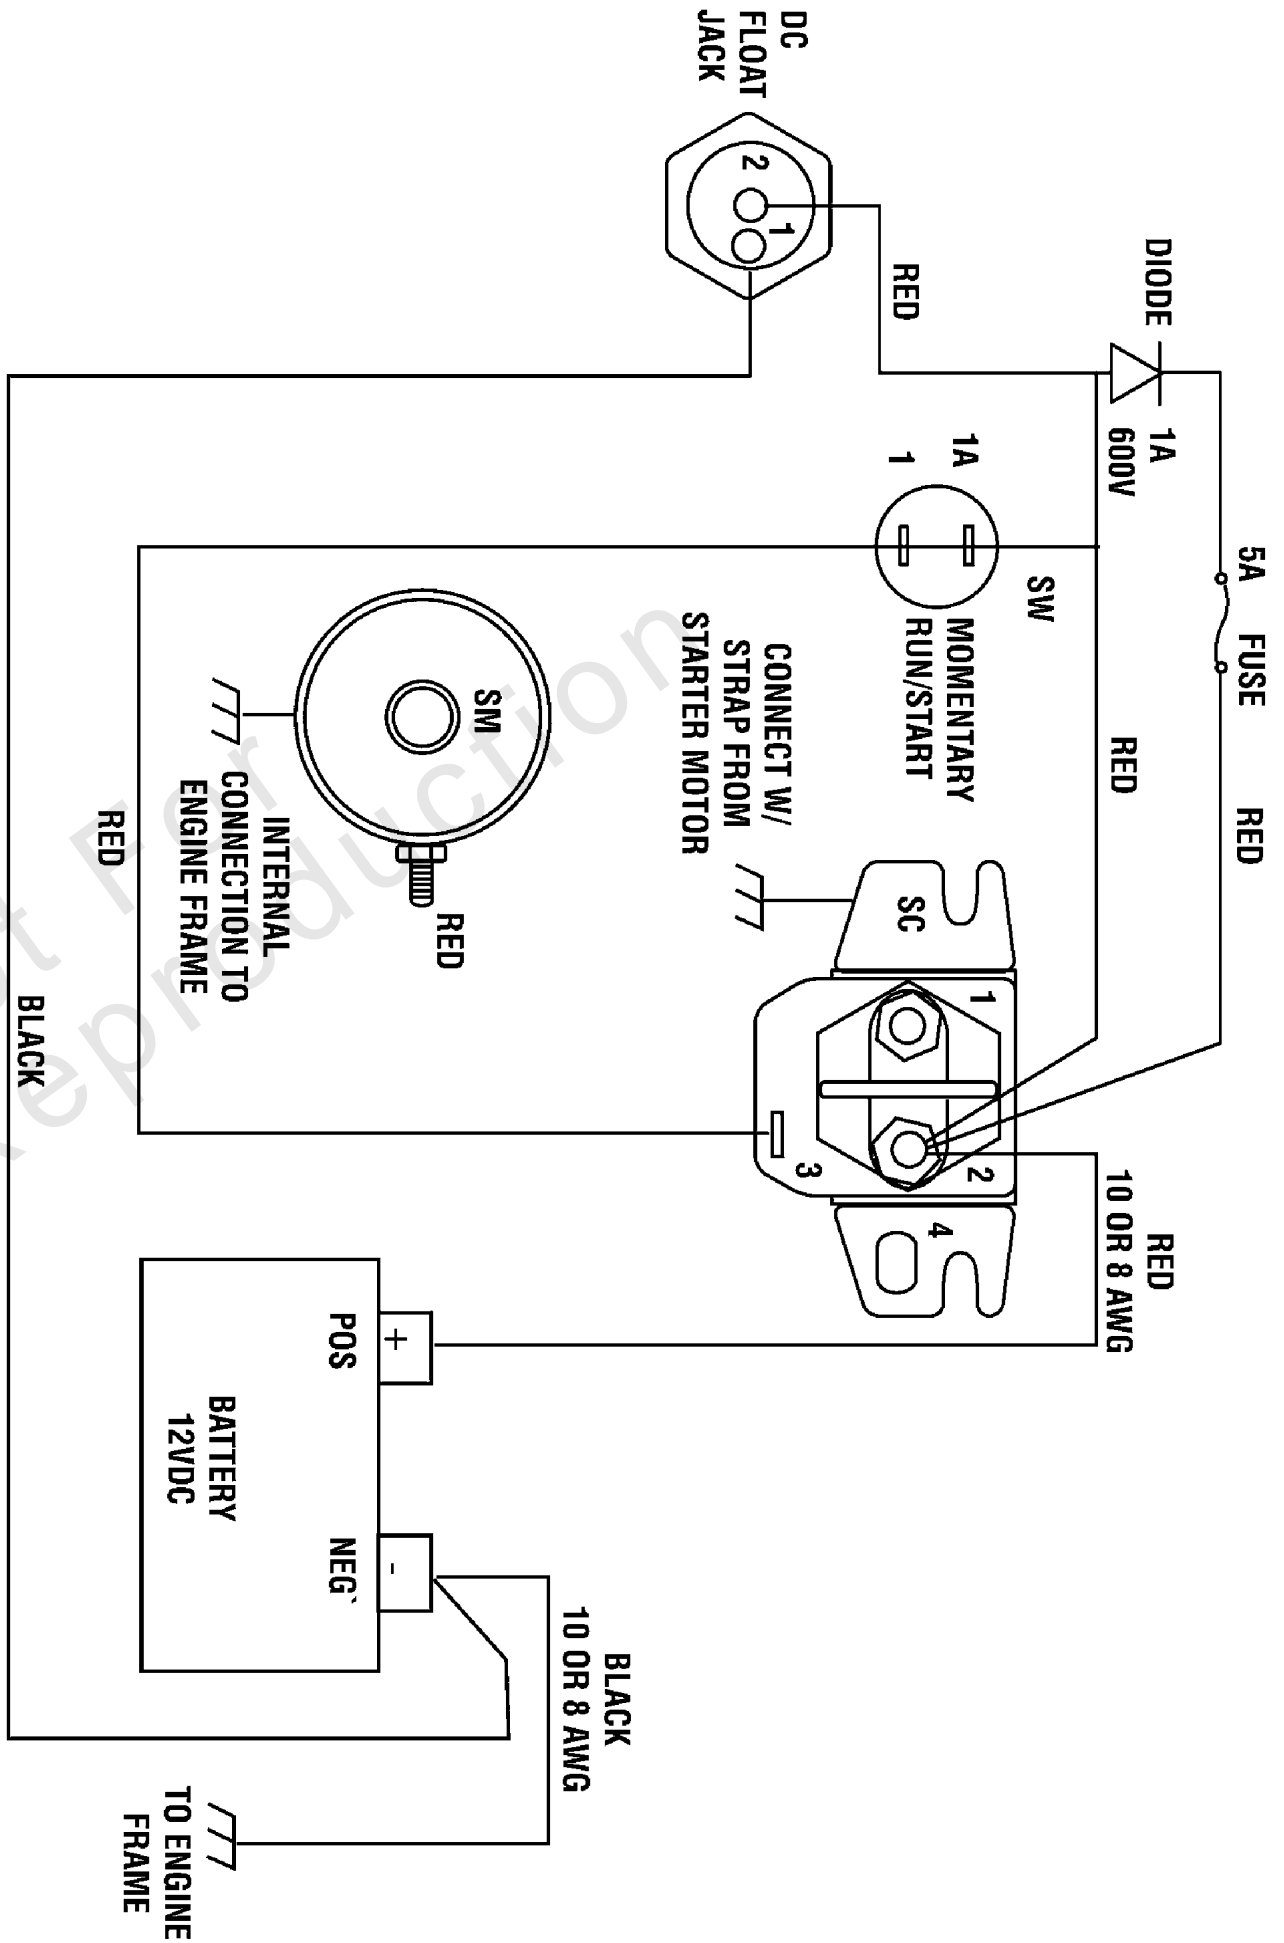 DC
FLOAT
JACK
2
1
RED
DIODE
1A
600V
5A FUSE
RED
RED
1A
1
SW
MOMENTARY
RUN/START
CONNECT W/
STRAP FROM
STARTER MOTOR
SC
1
2
3
4
RED
10 OR 8 AWG
SM
RED
INTERNAL
CONNECTION TO
ENGINE FRAME
RED
BLACK
+
POS
-
NEG`
BATTERY
12VDC
BLACK
10 OR 8 AWG
TO ENGINE
FRAME
For
Reproduction